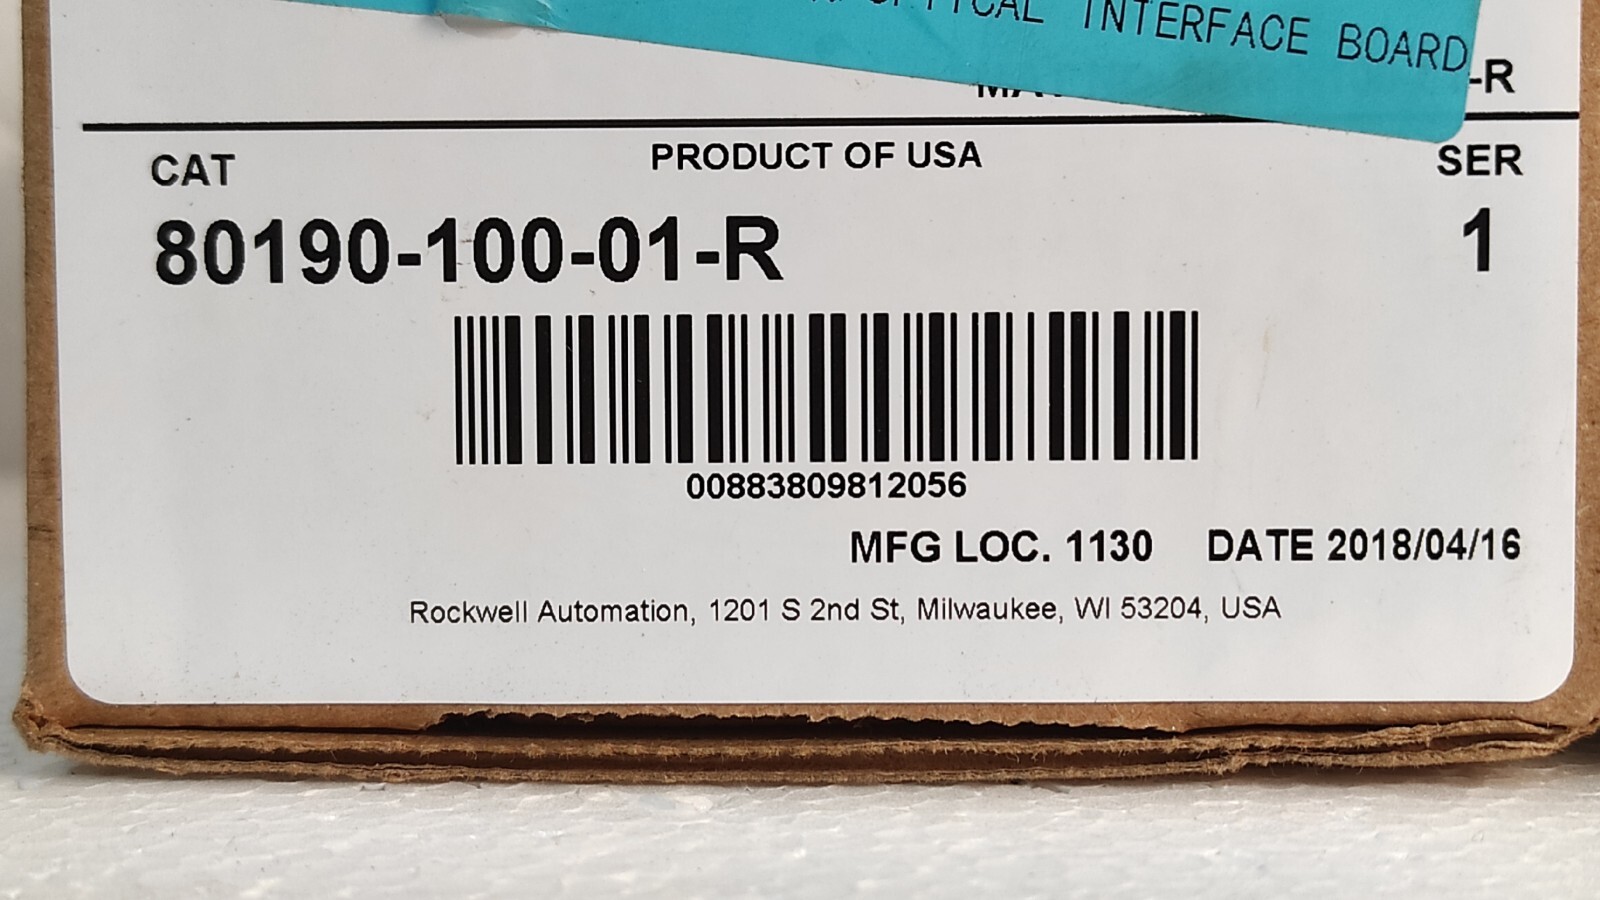 OPTICAL INTERFACE BOARD
-R
CAT
PRODUCT OF USA
SER
80190-100-01-R
1
00883809812056
MFG LOC. 1130 DATE 2018/04/16
Rockwell Automation, 1201 S 2nd St, Milwaukee, WI 53204, USA